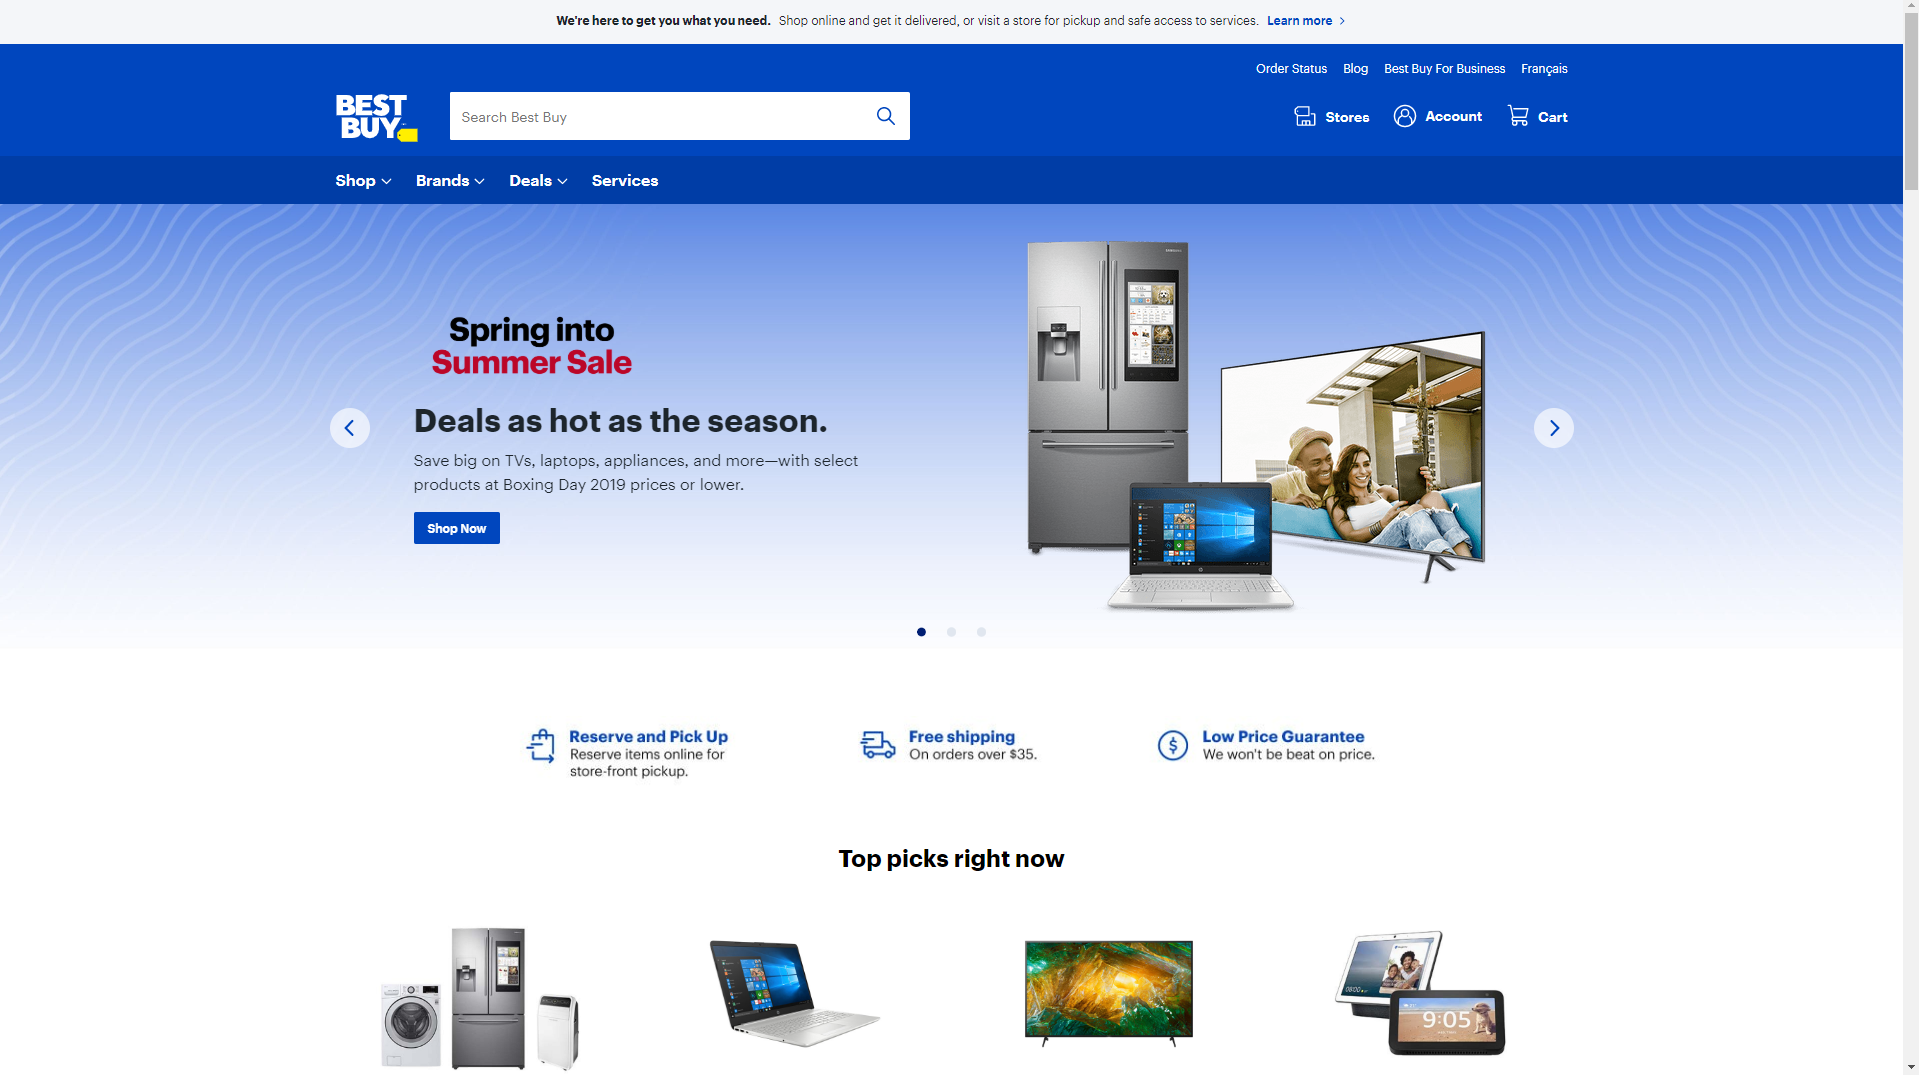 We're here to get you what you need. Shop online and get it delivered, or visit a store for pickup and safe access to services. Learn more
Order Status Blog Best Buy For Business Français
BEST
BUY
Search Best Buy
Stores Account Cart
Shop Brands Deals Services
Spring into
Summer Sale
Deals as hot as the season.
Save big on TVs, laptops, appliances, and more—with select
products at Boxing Day 2019 prices or lower.
Shop Now
Reserve and Pick Up
Reserve items online for
store-front pickup.
Free shipping
On orders over $35.
Low Price Guarantee
We won't be beat on price.
Top picks right now
9:05